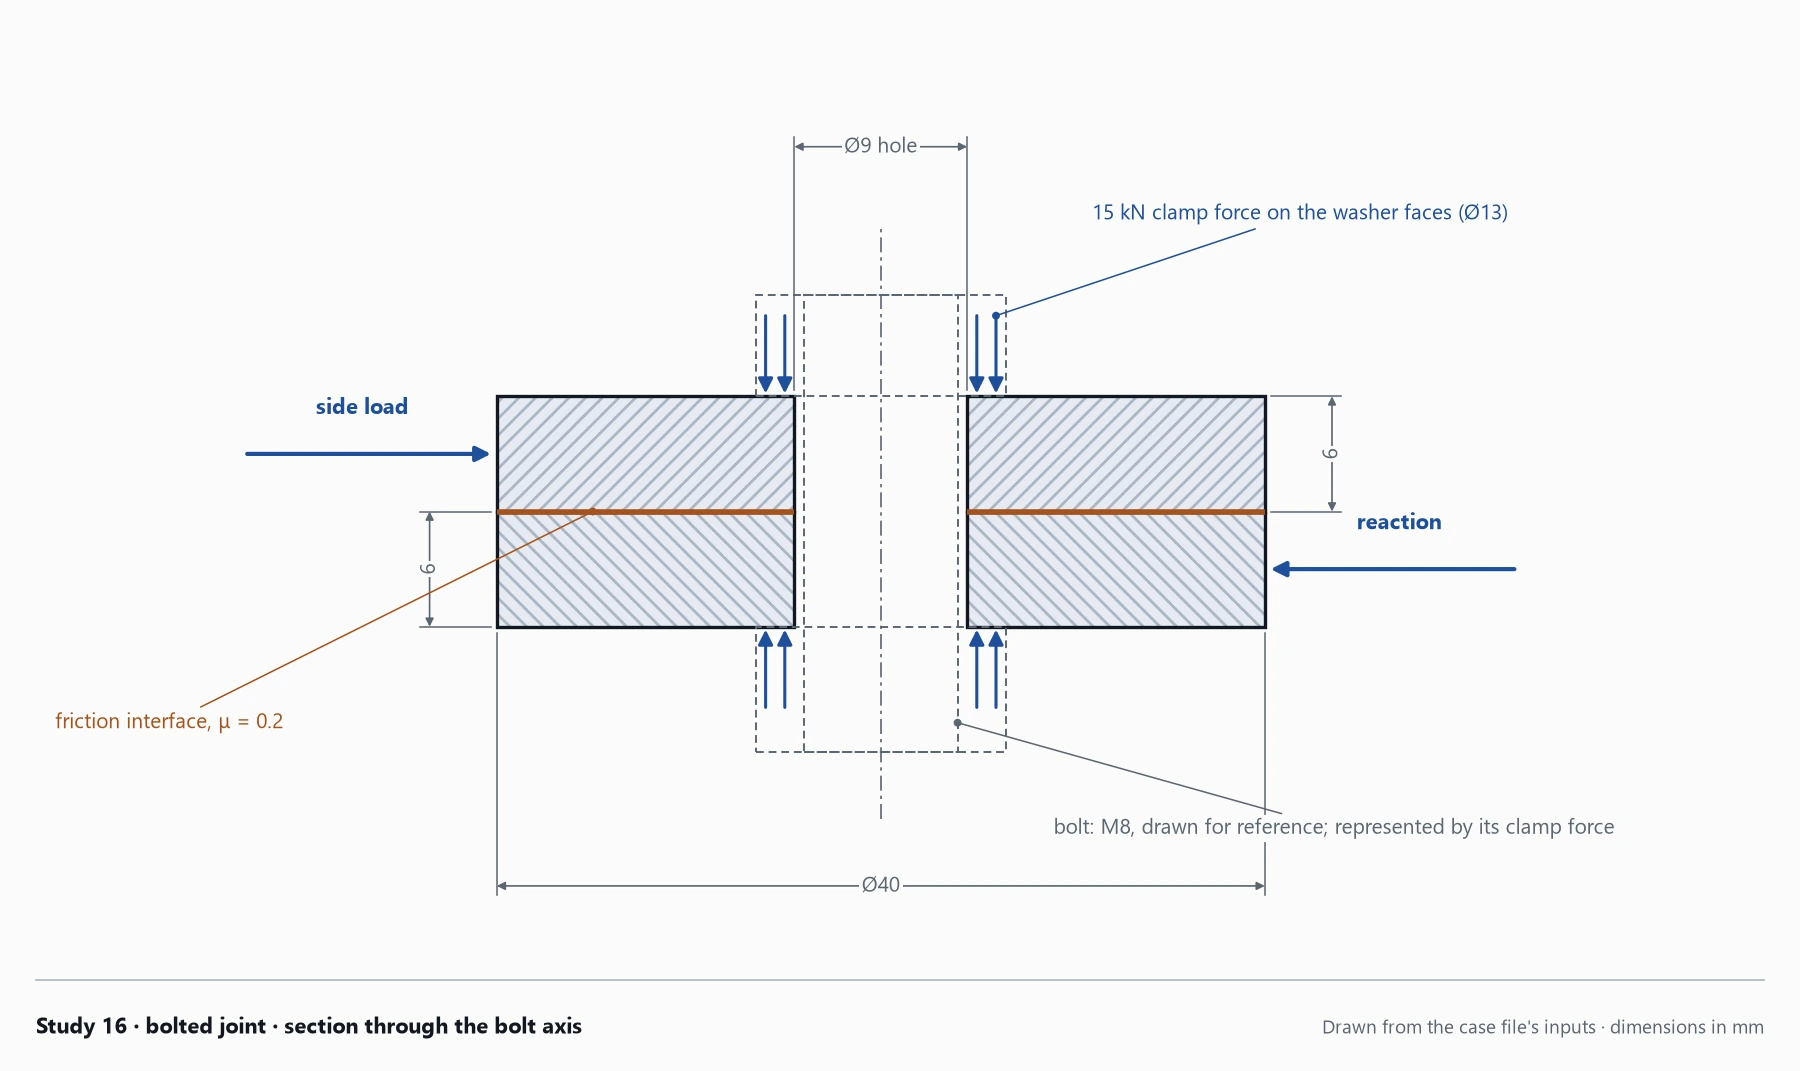 Ø9 hole
15 kN clamp force on the washer faces (Ø13)
side load
6
reaction
6
friction interface, µ = 0.2
bolt: M8, drawn for reference; represented by its clamp force
Ø40
Study 16 · bolted joint · section through the bolt axis
Drawn from the case file's inputs · dimensions in mm